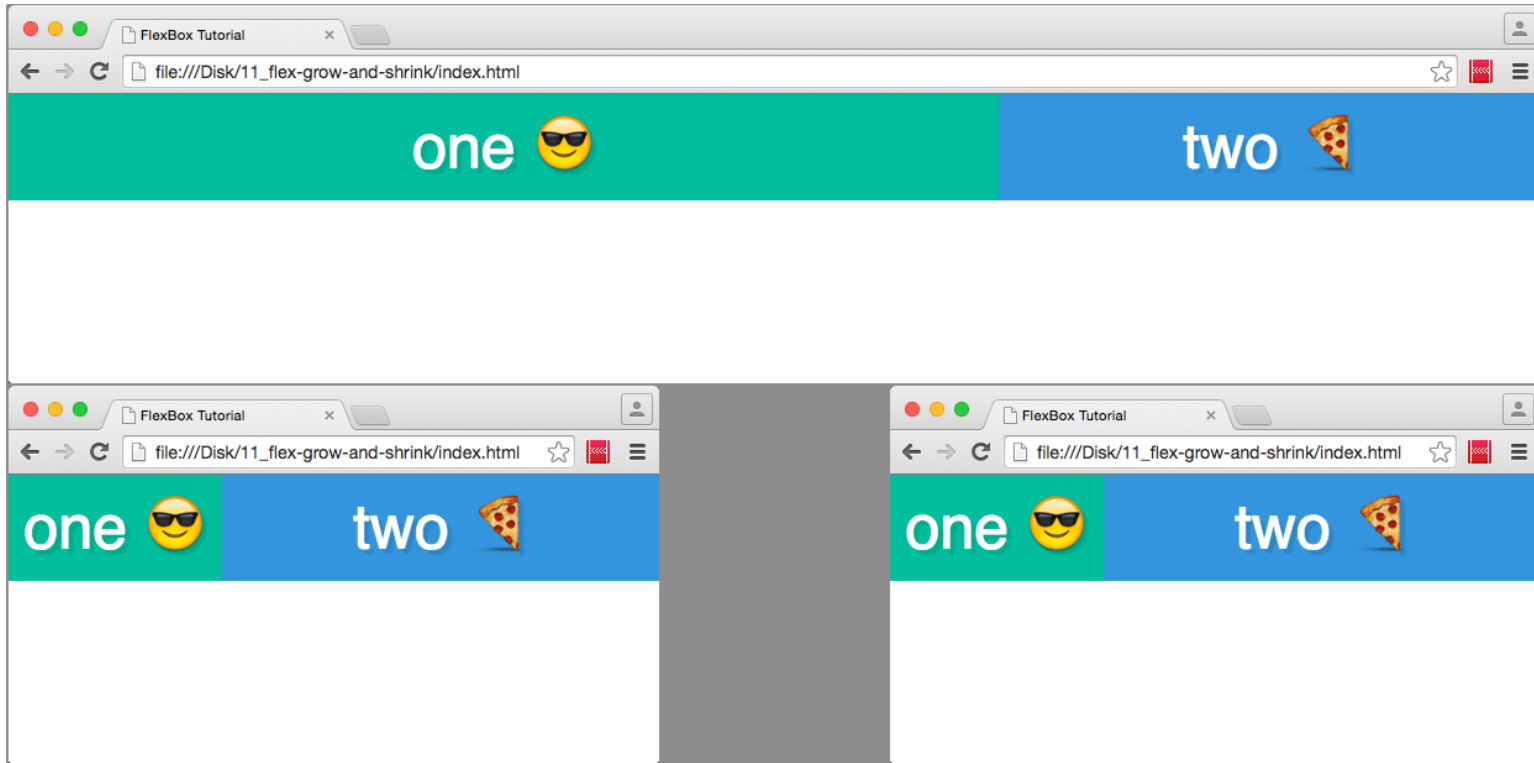 FlexBox Tutorial
file:///Disk/11_flex-grow-and-shrink/index.html
one 😎
two 🍕
FlexBox Tutorial
file:///Disk/11_flex-grow-and-shrink/index.html
one 😎
two 🍕
FlexBox Tutorial
file:///Disk/11_flex-grow-and-shrink/index.html
one 😎
two 🍕